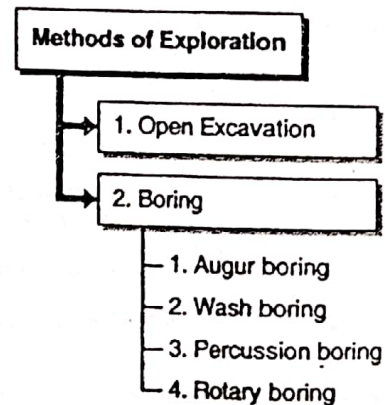 Methods of Exploration
1. Open Excavation
2. Boring
1. Augur boring
2. Wash boring
3. Percussion boring
4. Rotary boring